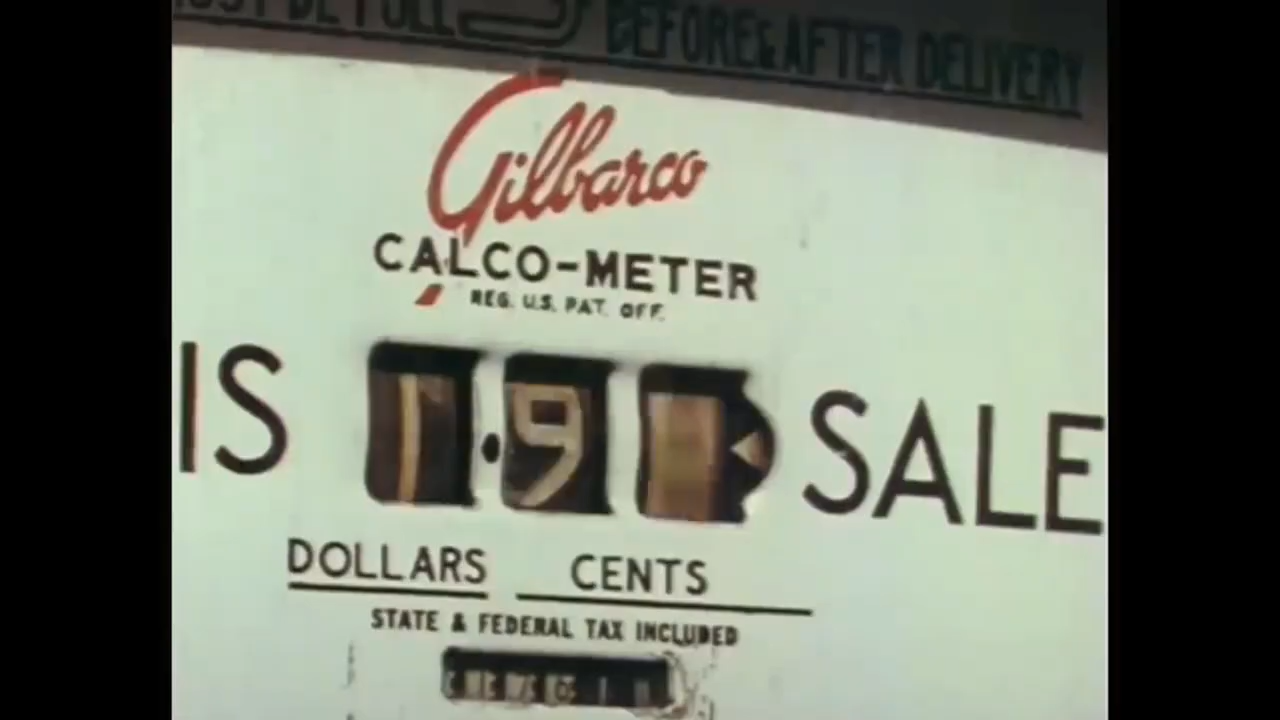 BEFORE & AFTER DELIVERY
Gilbarco
CALCO-METER
REG. U.S. PAT. OFF.
IS 1.9 SALE
DOLLARS CENTS
STATE & FEDERAL TAX INCLUDED